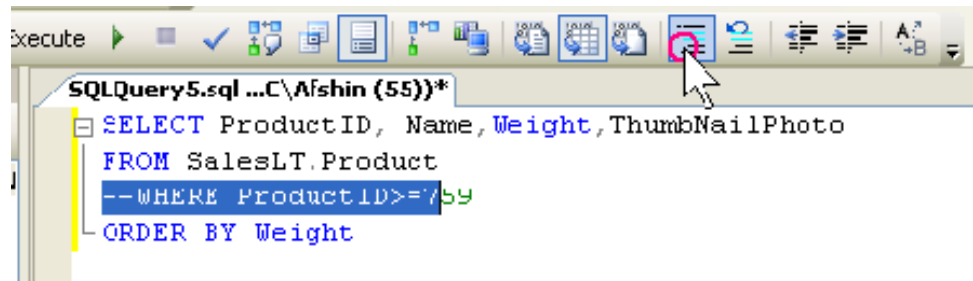 Execute
SQLQuery5.sql ...C\Afshin (55))*
SELECT ProductID, Name,Weight,ThumbNailPhoto
FROM SalesLT.Product
--WHERE ProductID>=759
ORDER BY Weight